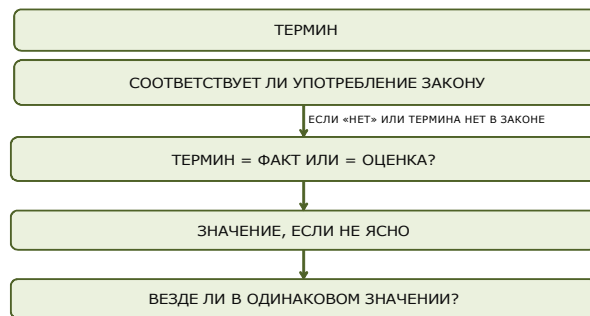 ТЕРМИН
СООТВЕТСТВУЕТ ЛИ УПОТРЕБЛЕНИЕ ЗАКОНУ
ЕСЛИ «НЕТ» ИЛИ ТЕРМИНА НЕТ В ЗАКОНЕ
ТЕРМИН = ФАКТ ИЛИ = ОЦЕНКА?
ЗНАЧЕНИЕ, ЕСЛИ НЕ ЯСНО
ВЕЗДЕ ЛИ В ОДИНАКОВОМ ЗНАЧЕНИИ?